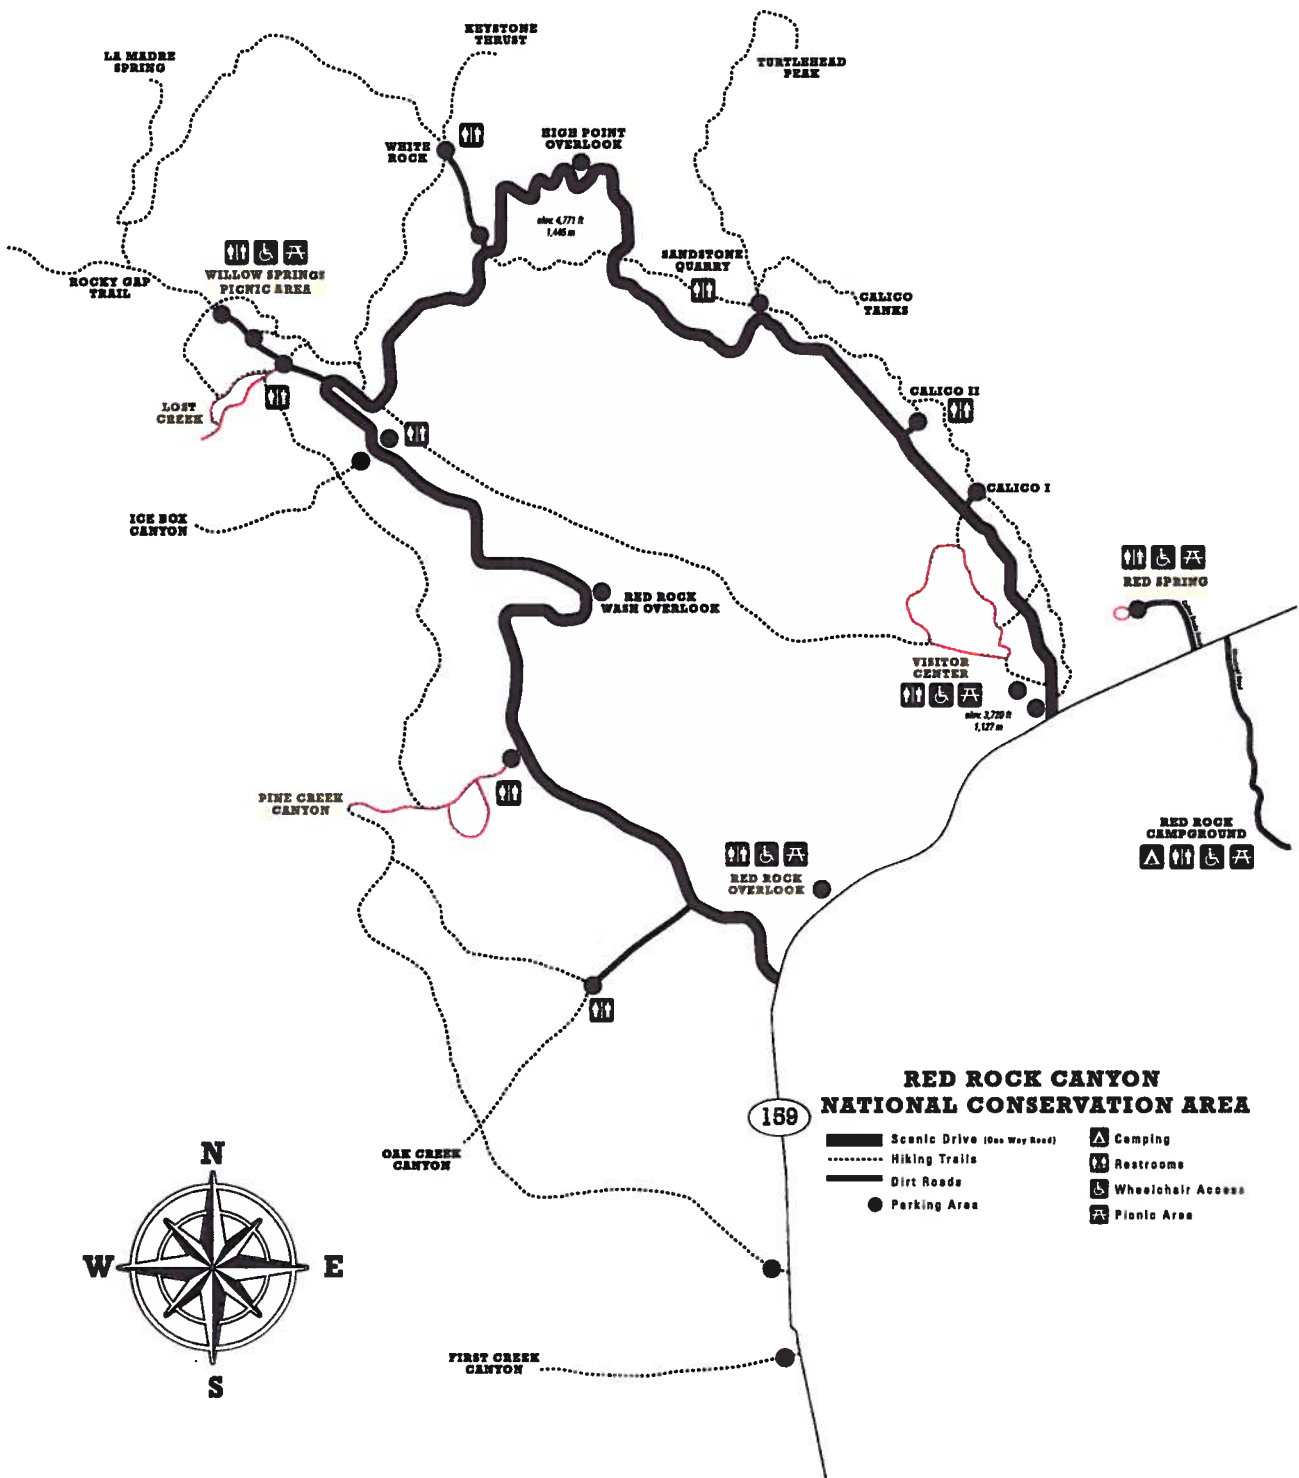 KEYSTONE
THRUST
LA MADRE
SPRING
TURTLEHEAD
PEAK
HIGH POINT
OVERLOOK
WHITE
ROCK
elev. 4,771 ft
1,445 m
SANDSTONE
QUARRY
WILLOW SPRINGS
PICNIC AREA
ROCKY GAP
TRAIL
CALICO
TANKS
CALICO II
LOST
CREEK
CALICO I
ICE BOX
CANYON
RED SPRING
RED ROCK
WASH OVERLOOK
VISITOR
CENTER
elev. 3,720 ft
1,127 m
PINE CREEK
CANYON
RED ROCK
CAMPGROUND
RED ROCK
OVERLOOK
OAK CREEK
CANYON
159
RED ROCK CANYON
NATIONAL CONSERVATION AREA
Scenic Drive (One Way Road)
Hiking Trails
Dirt Roads
Parking Area
Camping
Restrooms
Wheelchair Access
Picnic Area
N
W E
S
FIRST CREEK
CANYON